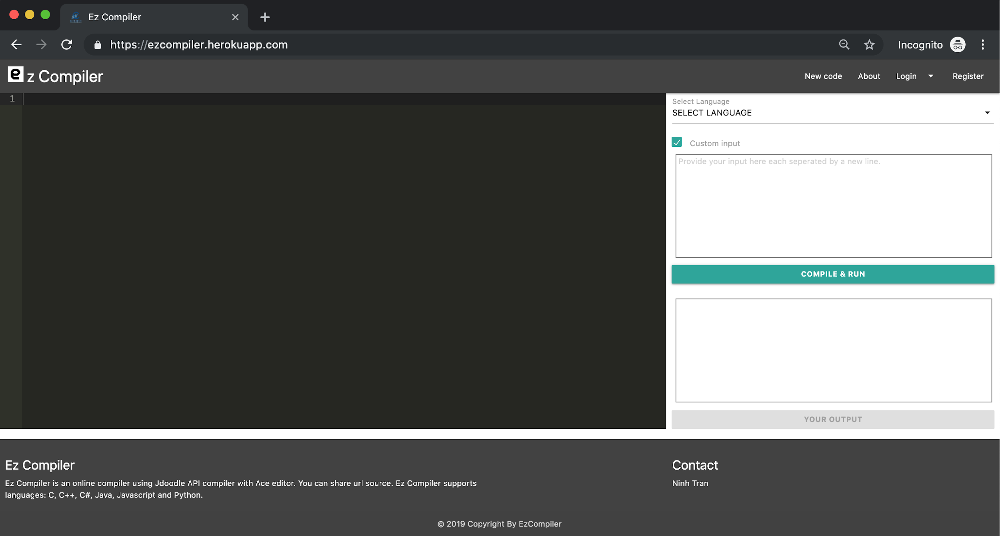 Ez Compiler
https://ezcompiler.herokuapp.com
Incognito
e z Compiler
New code
About
Login
Register
1
Select Language
SELECT LANGUAGE
Custom input
Provide your input here each seperated by a new line.
COMPILE & RUN
YOUR OUTPUT
Ez Compiler
Ez Compiler is an online compiler using Jdoodle API compiler with Ace editor. You can share url source. Ez Compiler supports
languages: C, C++, C#, Java, Javascript and Python.
Contact
Ninh Tran
© 2019 Copyright By EzCompiler